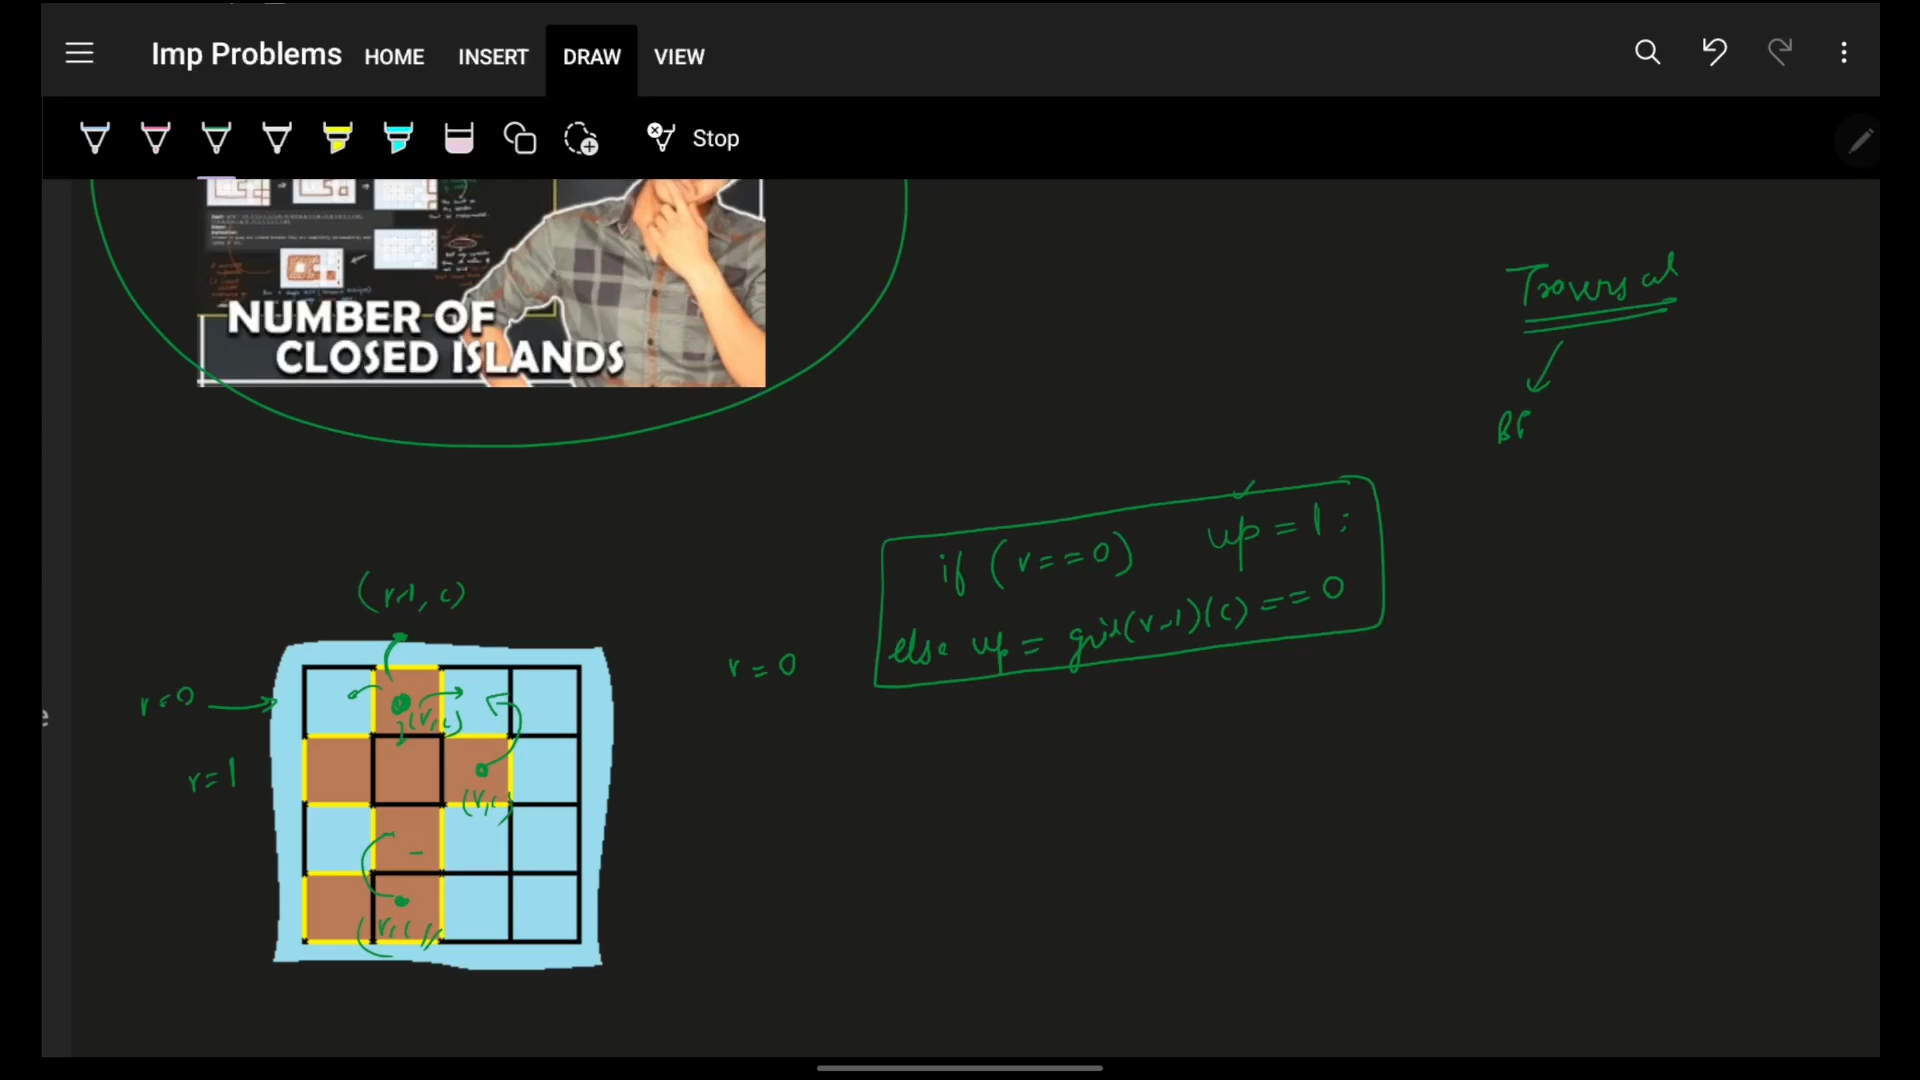 Imp Problems HOME INSERT DRAW VIEW
Stop
NUMBER OF
CLOSED ISLANDS
Traversal
BF
if (r==0) up = 1;
else up = grid(r-1)(c) == 0
(r-1, c)
r=0
r = 0
(r,c)
r=1
(r,c)
(r,c)
e